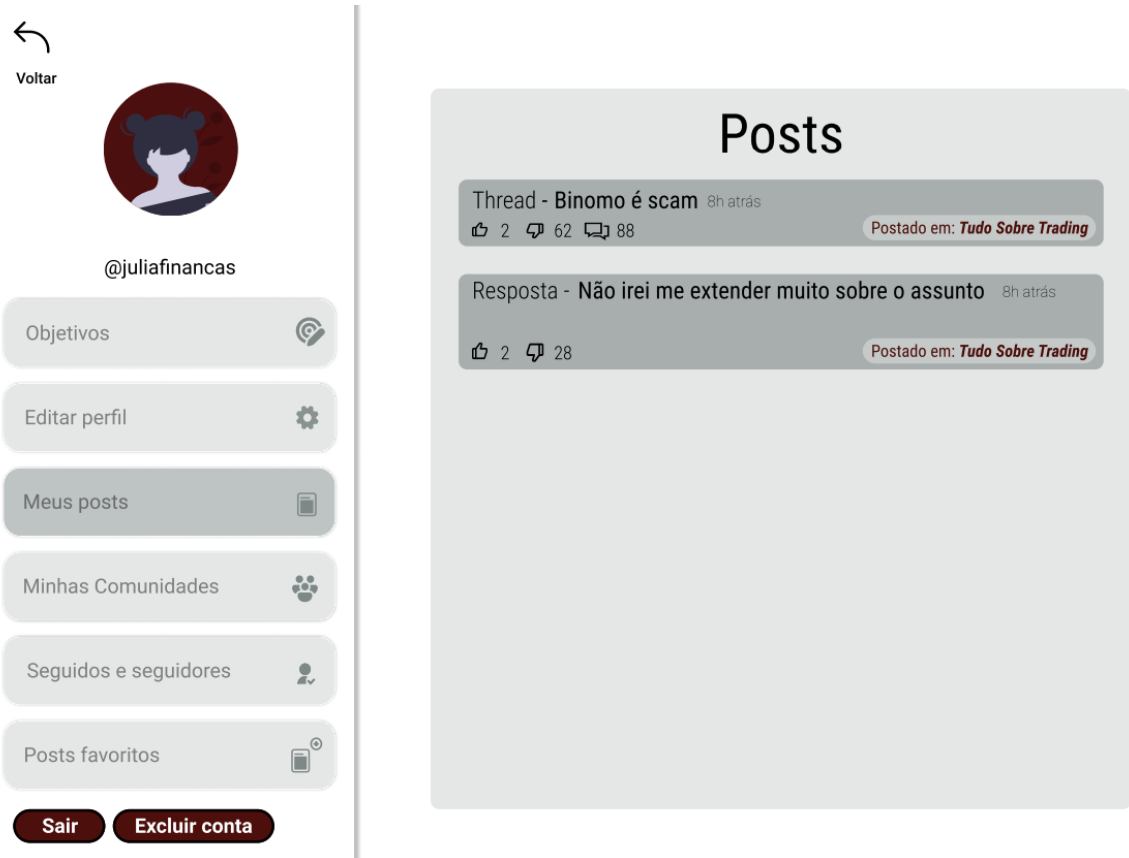 Voltar
@juliafinancas
Objetivos
Editar perfil
Meus posts
Minhas Comunidades
Seguidos e seguidores
Posts favoritos
Sair
Excluir conta
Posts
Thread - Binomo é scam 8h atrás
2 62 88
Postado em: Tudo Sobre Trading
Resposta - Não irei me extender muito sobre o assunto 8h atrás
2 28
Postado em: Tudo Sobre Trading